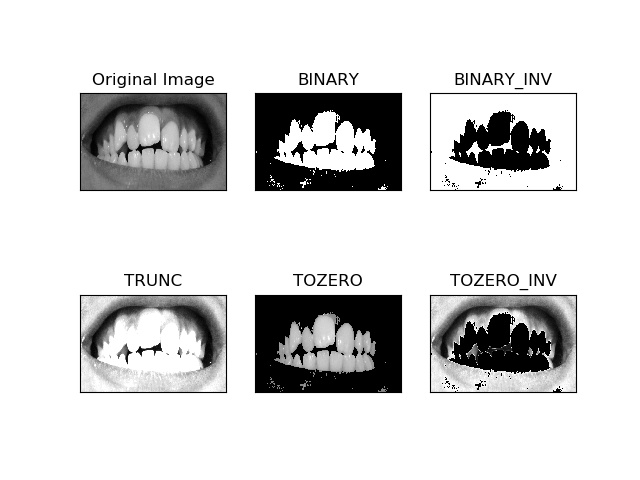 Original Image
BINARY
BINARY_INV
TRUNC
TOZERO
TOZERO_INV